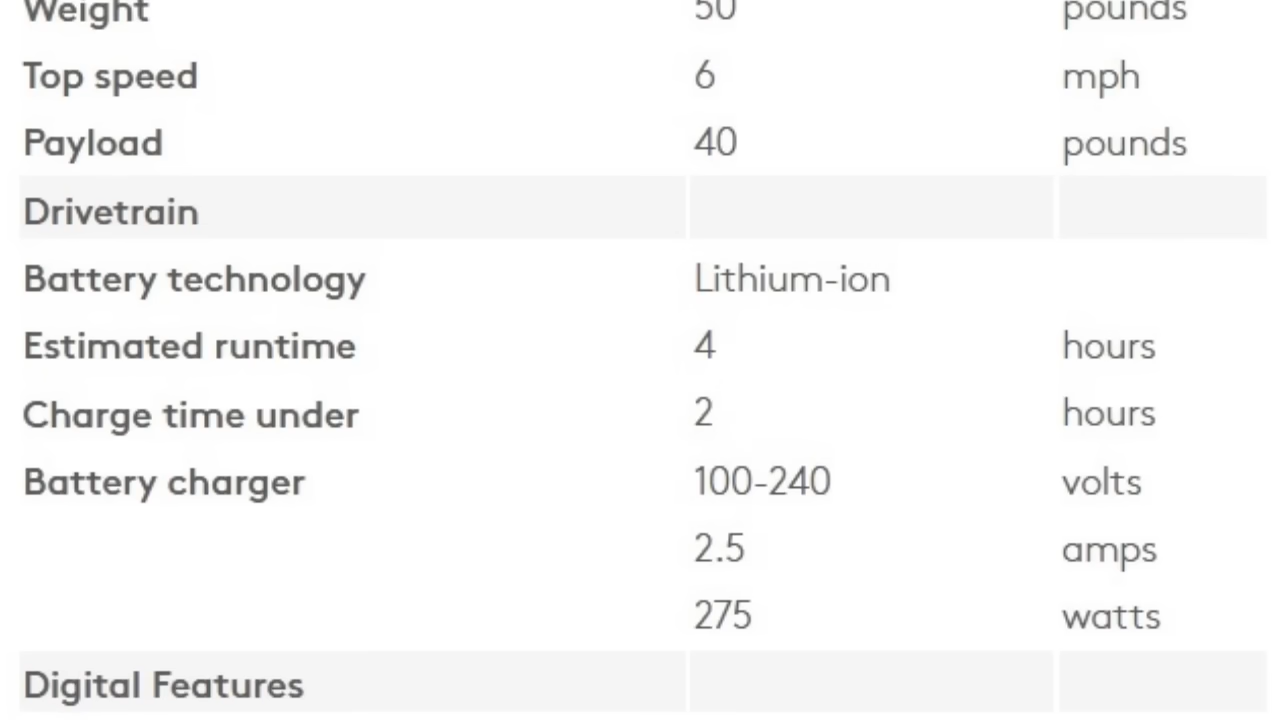 Weight 50 pounds
Top speed 6 mph
Payload 40 pounds
Drivetrain
Battery technology Lithium-ion
Estimated runtime 4 hours
Charge time under 2 hours
Battery charger 100-240 volts
2.5 amps
275 watts
Digital Features